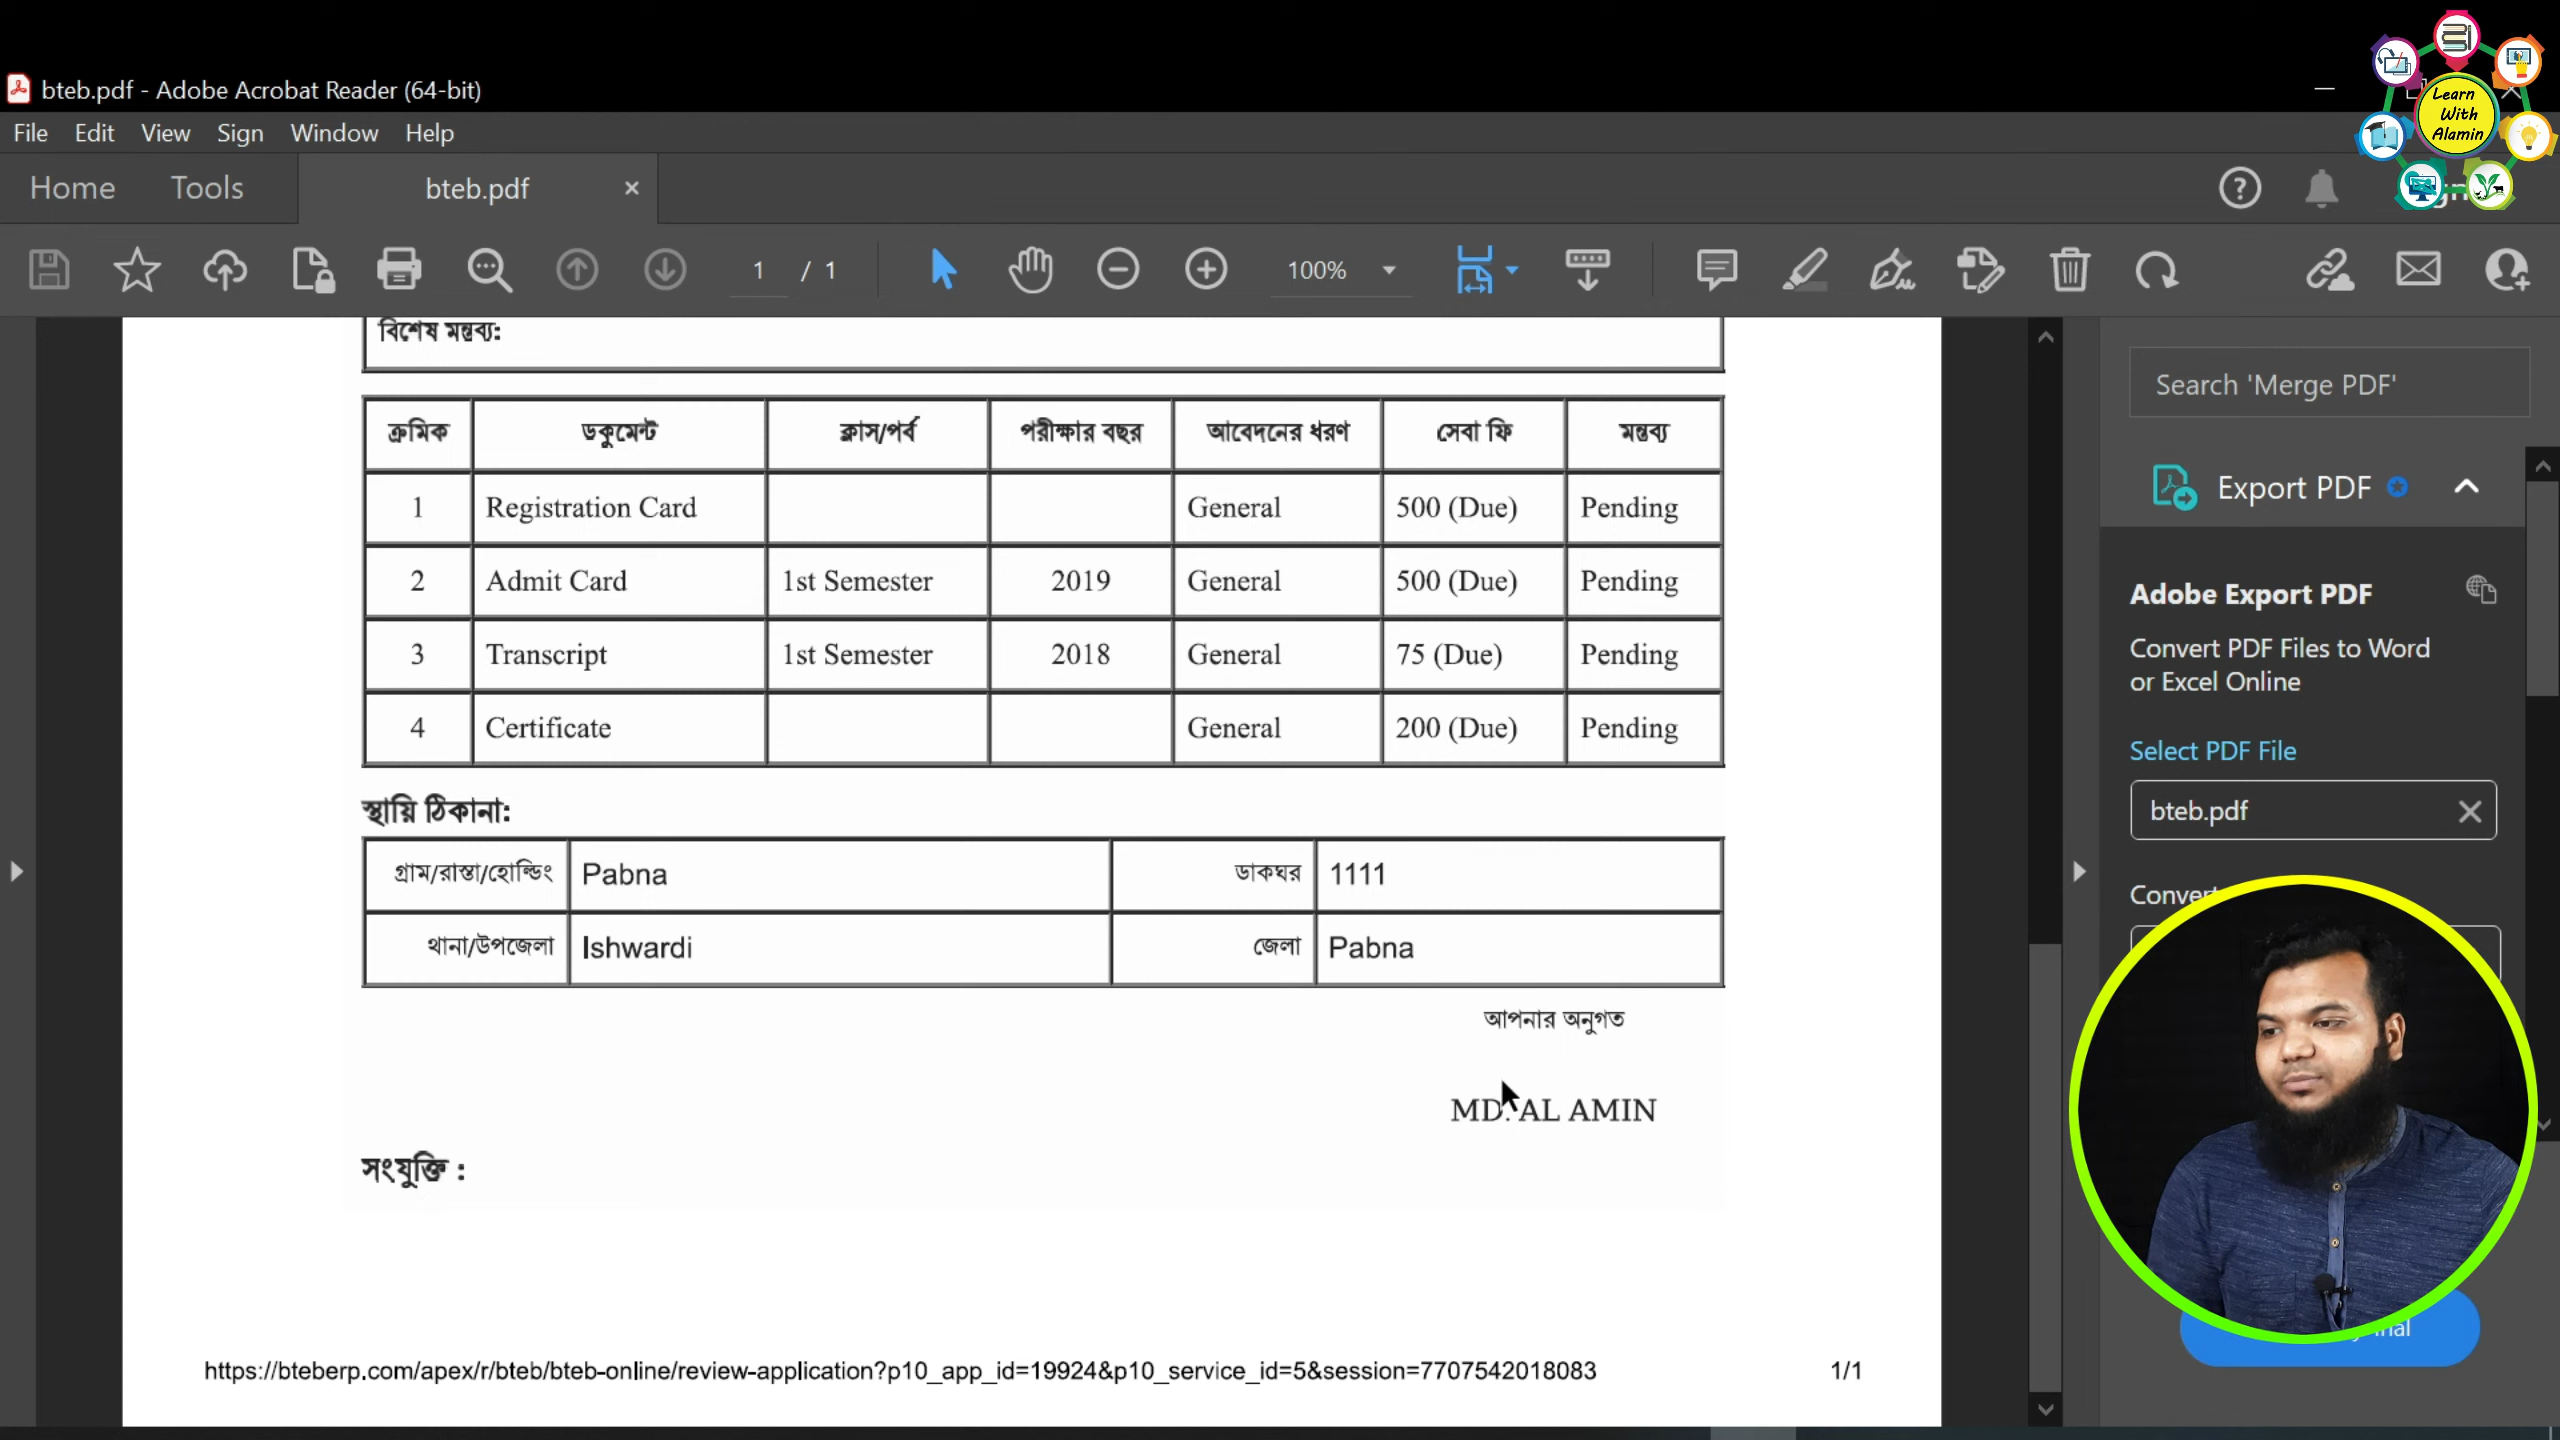 bteb.pdf - Adobe Acrobat Reader (64-bit)
Learn
With
Alamin
File Edit View Sign Window Help
Home Tools bteb.pdf
1 / 1 100%
বিশেষ মন্তব্য:
Search 'Merge PDF'
ক্রমিক ডকুমেন্ট ক্লাস/পর্ব পরীক্ষার বছর আবেদনের ধরণ সেবা ফি মন্তব্য
1 Registration Card General 500 (Due) Pending
2 Admit Card 1st Semester 2019 General 500 (Due) Pending
3 Transcript 1st Semester 2018 General 75 (Due) Pending
4 Certificate General 200 (Due) Pending
স্থায়ি ঠিকানা:
গ্রাম/রাস্তা/হোল্ডিং Pabna ডাকঘর 1111
থানা/উপজেলা Ishwardi জেলা Pabna
আপনার অনুগত
MD. AL AMIN
সংযুক্তি :
https://bteberp.com/apex/r/bteb/bteb-online/review-application?p10_app_id=19924&p10_service_id=5&session=7707542018083 1/1
Export PDF
Adobe Export PDF
Convert PDF Files to Word
or Excel Online
Select PDF File
bteb.pdf